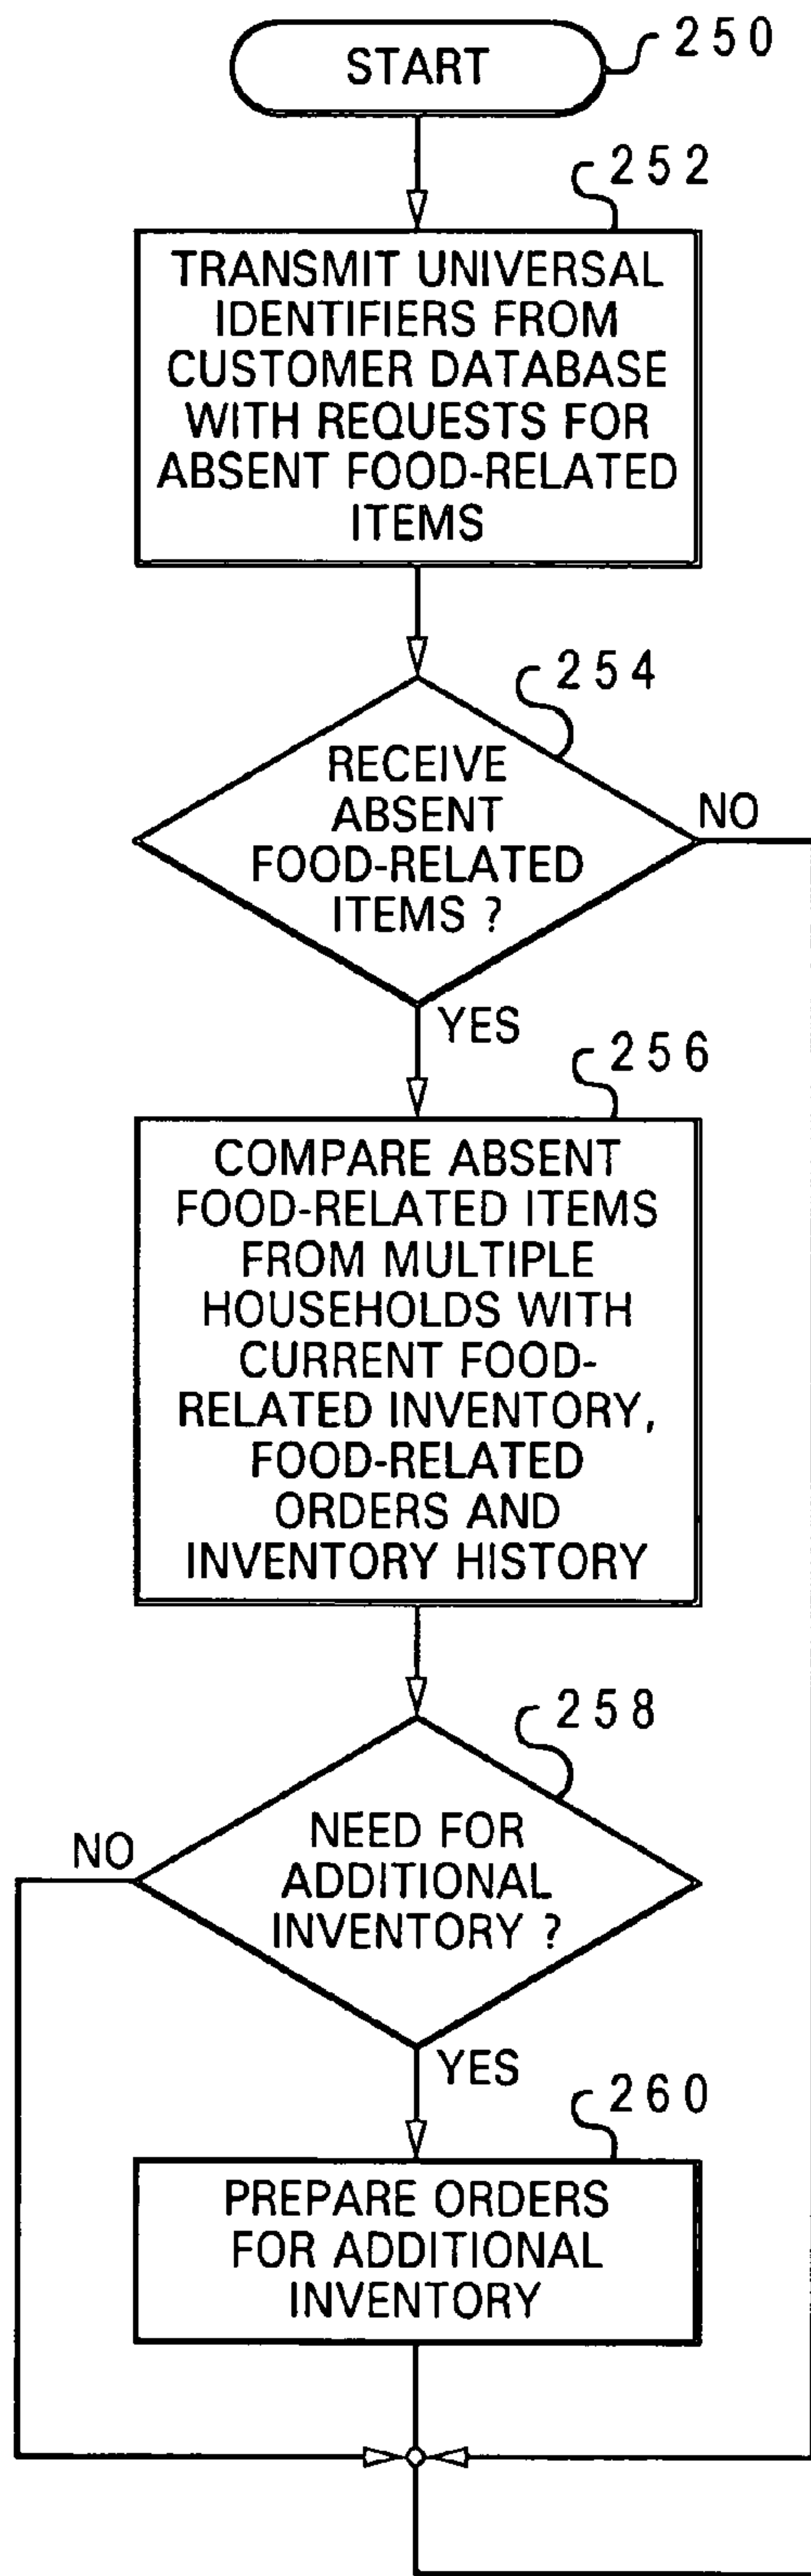 START
250
252
TRANSMIT UNIVERSAL
IDENTIFIERS FROM
CUSTOMER DATABASE
WITH REQUESTS FOR
ABSENT FOOD-RELATED
ITEMS
254
RECEIVE
ABSENT
FOOD-RELATED
ITEMS ?
NO
YES
256
COMPARE ABSENT
FOOD-RELATED ITEMS
FROM MULTIPLE
HOUSEHOLDS WITH
CURRENT FOOD-
RELATED INVENTORY,
FOOD-RELATED
ORDERS AND
INVENTORY HISTORY
258
NEED FOR
ADDITIONAL
INVENTORY ?
NO
YES
260
PREPARE ORDERS
FOR ADDITIONAL
INVENTORY